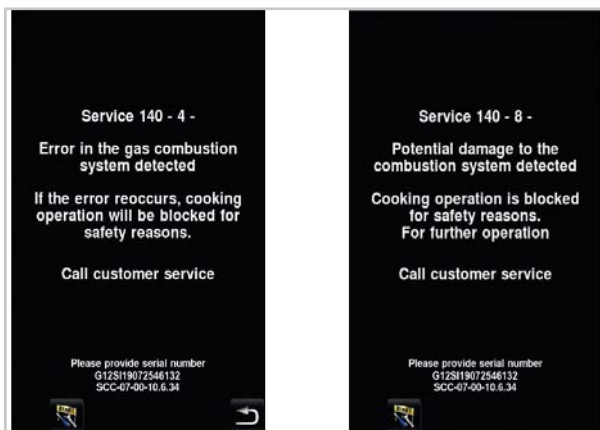 Service 140 - 4 -
Error in the gas combustion
system detected
If the error reoccurs, cooking
operation will be blocked for
safety reasons.
Call customer service
Please provide serial number
G12SI19072546132
SCC-07-00-10.6.34
Service 140 - 8 -
Potential damage to the
combustion system detected
Cooking operation is blocked
for safety reasons.
For further operation
Call customer service
Please provide serial number
G12SI19072546132
SCC-07-00-10.6.34